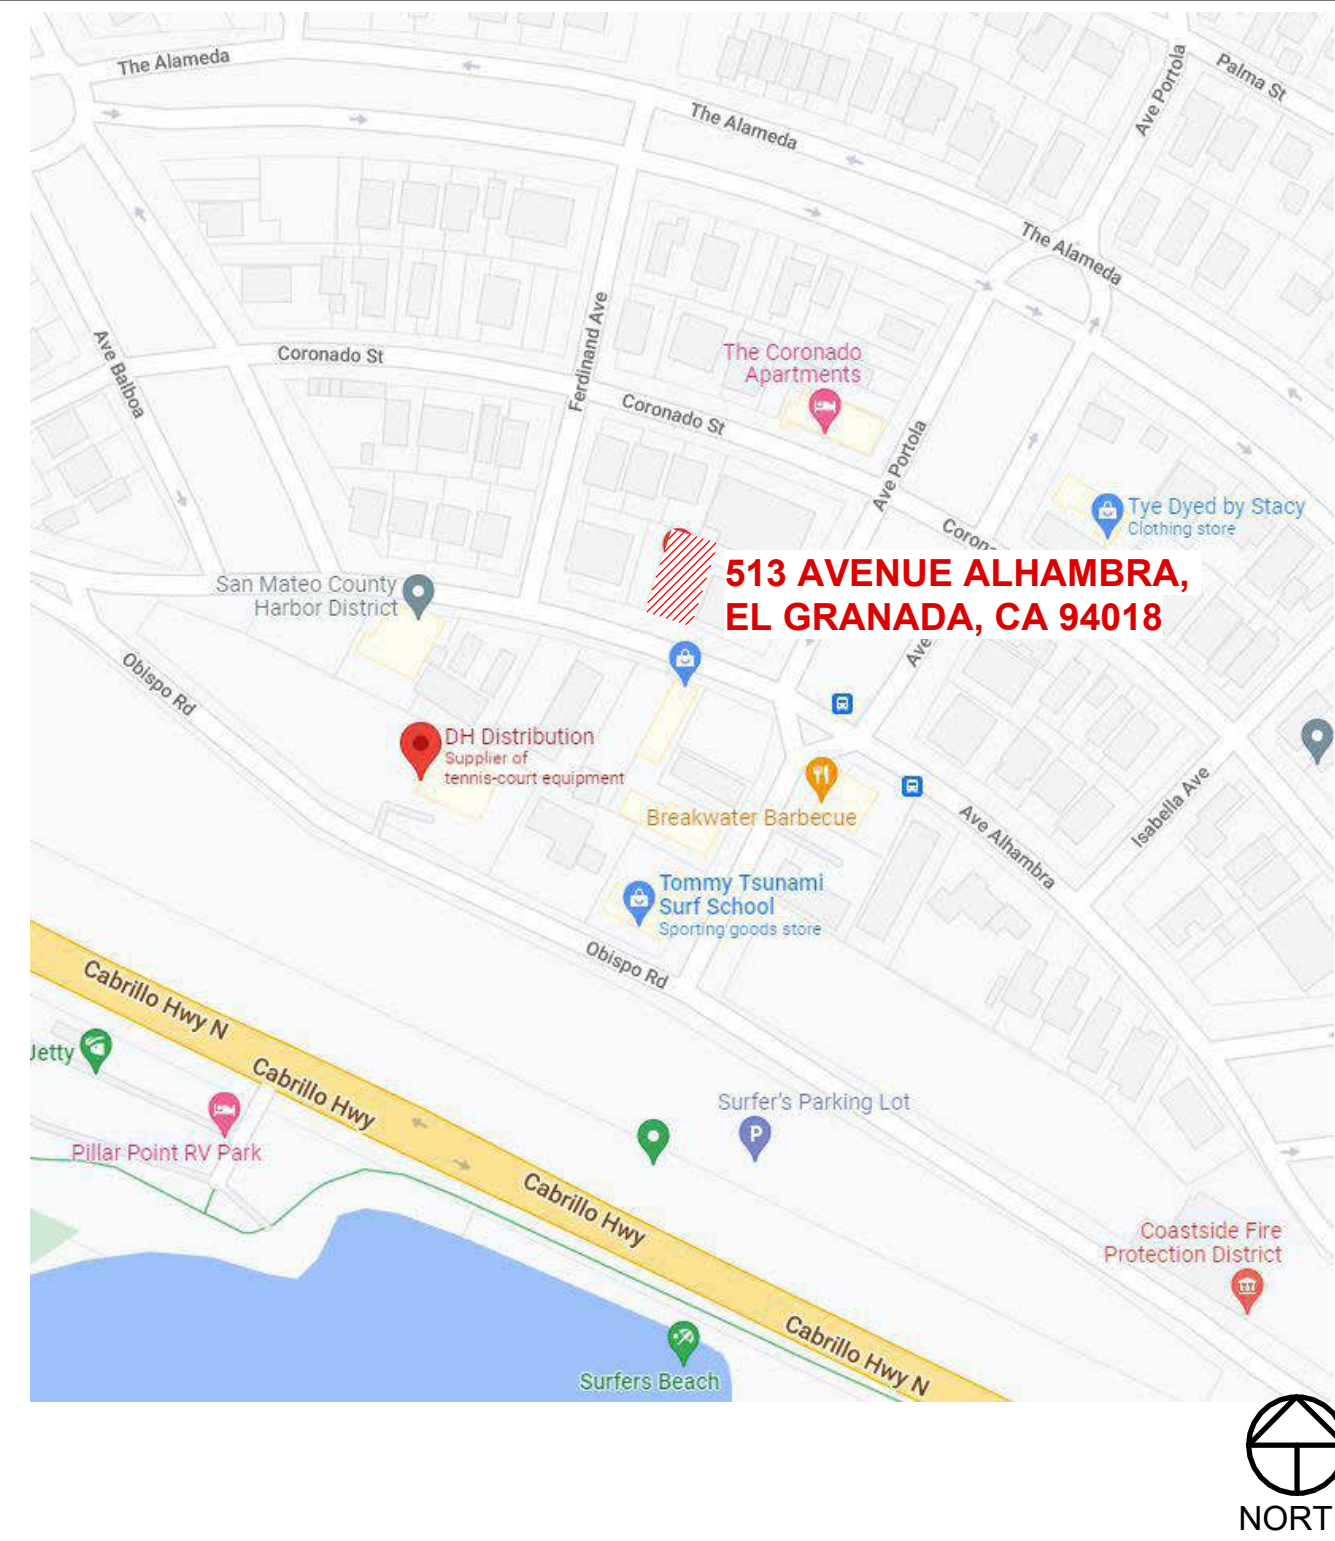 The Alameda
Palma St
Ave Portola
The Alameda
The Alameda
Ferdinand Ave
Ave Balboa
Coronado St
The Coronado
Apartments
Coronado St
Ave Portola
Tye Dyed by Stacy
Clothing store
Coron
513 AVENUE ALHAMBRA,
EL GRANADA, CA 94018
San Mateo County
Harbor District
Ave
Obispo Rd
DH Distribution
Supplier of
tennis-court equipment
Breakwater Barbecue
Isabella Ave
Ave Alhambra
Tommy Tsunami
Surf School
Sporting goods store
Obispo Rd
Cabrillo Hwy N
Jetty
Cabrillo Hwy
Surfer's Parking Lot
P
Pillar Point RV Park
Cabrillo Hwy
Coastside Fire
Protection District
Cabrillo Hwy N
Surfers Beach
NORT